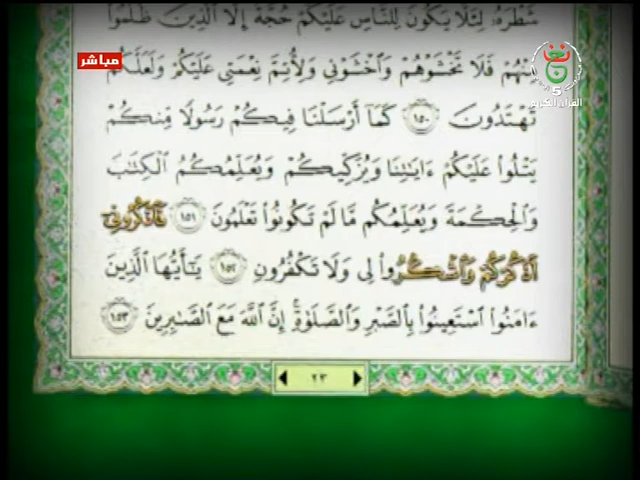 شَطْرَهُۥ لِئَلَّا يَكُونَ لِلنَّاسِ عَلَيْكُمْ حُجَّةٌ إِلَّا ٱلَّذِينَ ظَلَمُوا۟
مِنْهُمْ فَلَا تَخْشَوْهُمْ وَٱخْشَوْنِى وَلِأُتِمَّ نِعْمَتِى عَلَيْكُمْ وَلَعَلَّكُمْ
تَهْتَدُونَ ١٥٠ كَمَآ أَرْسَلْنَا فِيكُمْ رَسُولًا مِّنكُمْ
يَتْلُوا۟ عَلَيْكُمْ ءَايَـٰتِنَا وَيُزَكِّيكُمْ وَيُعَلِّمُكُمُ ٱلْكِتَـٰبَ
وَٱلْحِكْمَةَ وَيُعَلِّمُكُم مَّا لَمْ تَكُونُوا۟ تَعْلَمُونَ ١٥١ فَٱذْكُرُونِىٓ
أَذْكُرْكُمْ وَٱشْكُرُوا۟ لِى وَلَا تَكْفُرُونِ ١٥٢ يَـٰٓأَيُّهَا ٱلَّذِينَ
ءَامَنُوا۟ ٱسْتَعِينُوا۟ بِٱلصَّبْرِ وَٱلصَّلَوٰةِ إِنَّ ٱللَّهَ مَعَ ٱلصَّـٰبِرِينَ ١٥٣
٢٣
مباشر
5
القرآن الكريم